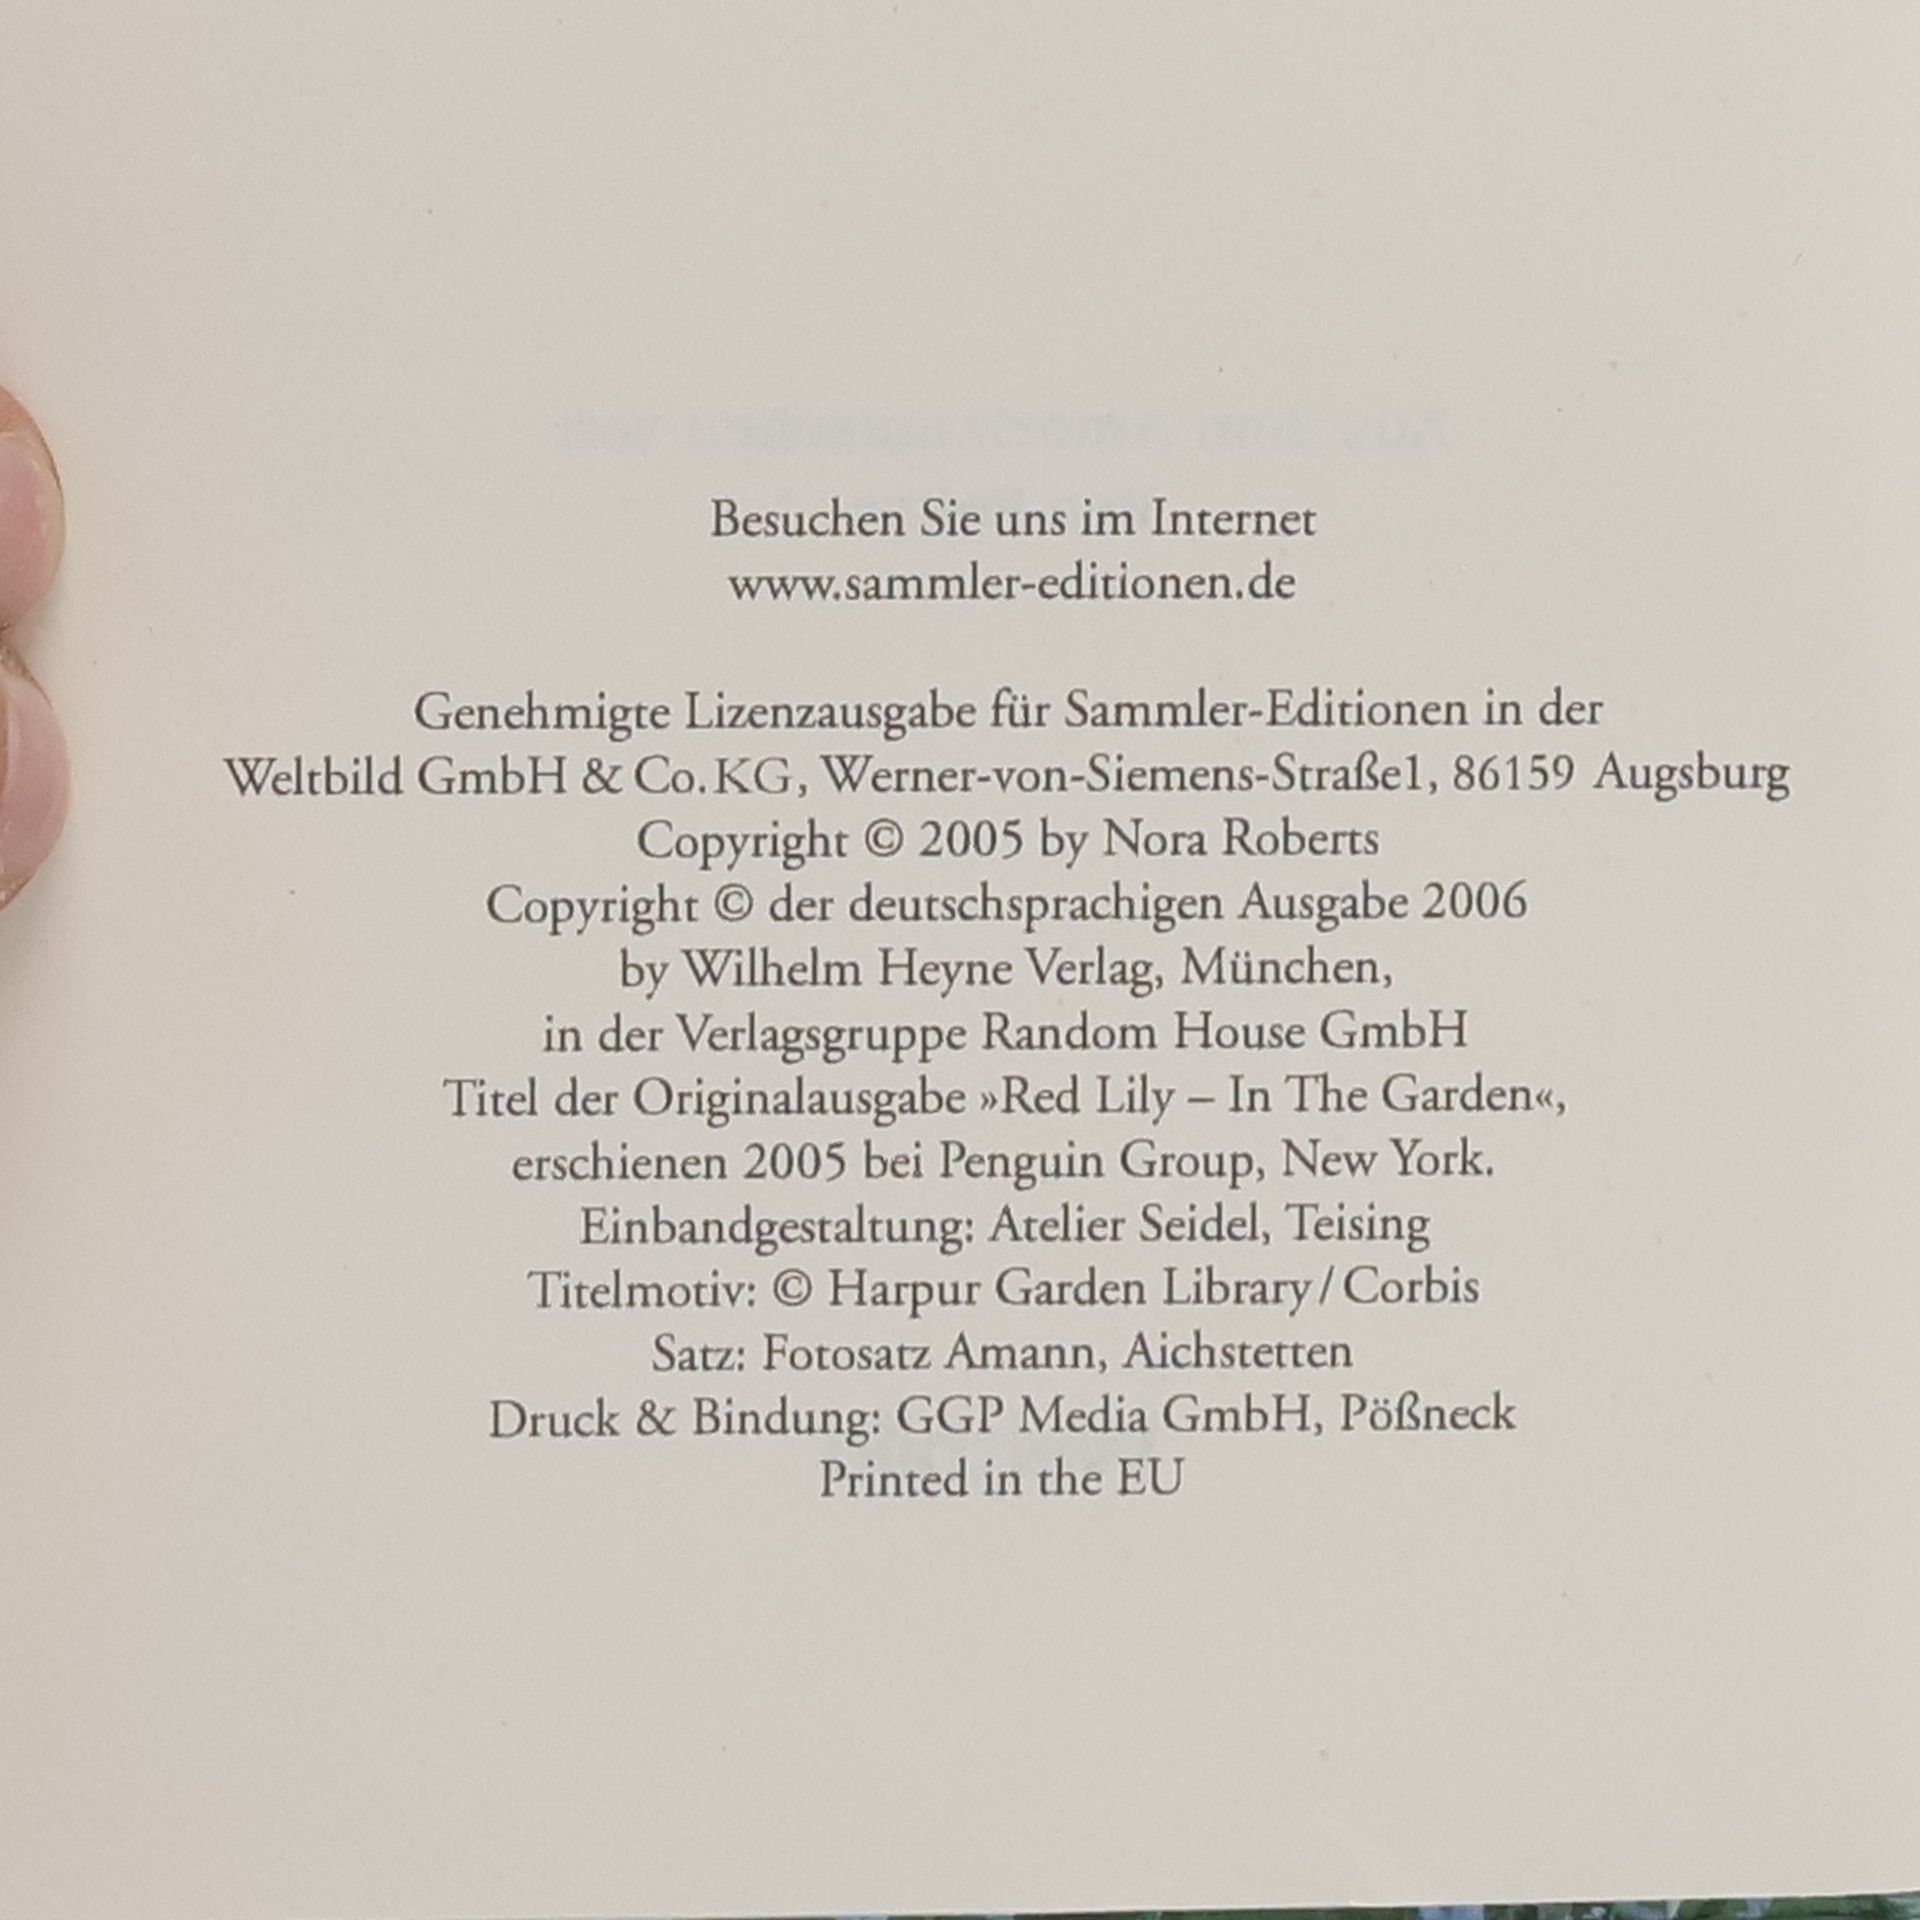 Besuchen Sie uns im Internet
www.sammler-editionen.de
Genehmigte Lizenzausgabe für Sammler-Editionen in der
Weltbild GmbH & Co.KG, Werner-von-Siemens-Straße1, 86159 Augsburg
Copyright © 2005 by Nora Roberts
Copyright © der deutschsprachigen Ausgabe 2006
by Wilhelm Heyne Verlag, München,
in der Verlagsgruppe Random House GmbH
Titel der Originalausgabe »Red Lily – In The Garden«,
erschienen 2005 bei Penguin Group, New York.
Einbandgestaltung: Atelier Seidel, Teising
Titelmotiv: © Harpur Garden Library / Corbis
Satz: Fotosatz Amann, Aichstetten
Druck & Bindung: GGP Media GmbH, Pößneck
Printed in the EU